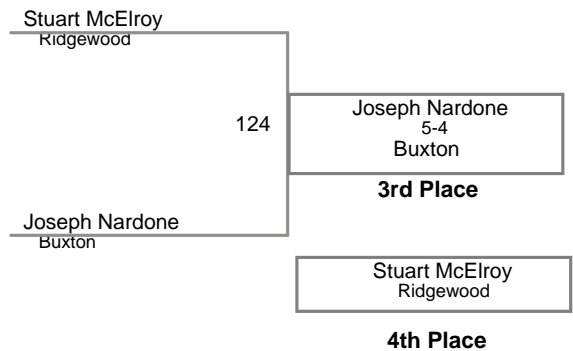 Stuart McElroy
Ridgewood
124
Joseph Nardone
5-4
Buxton
3rd Place
Joseph Nardone
Buxton
Stuart McElroy
Ridgewood
4th Place